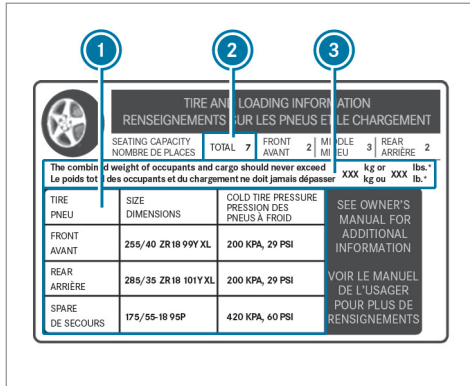 1 2 3
TIRE AND LOADING INFORMATION
RENSEIGNEMENTS SUR LES PNEUS ET LE CHARGEMENT
SEATING CAPACITY
NOMBRE DE PLACES
TOTAL 7
FRONT
AVANT 2
MIDDLE
MILIEU 3
REAR
ARRIÈRE 2
The combined weight of occupants and cargo should never exceed XXX kg or XXX lbs.*
Le poids total des occupants et du chargement ne doit jamais dépasser kg ou lb.*
TIRE
PNEU
SIZE
DIMENSIONS
COLD TIRE PRESSURE
PRESSION DES
PNEUS À FROID
FRONT
AVANT
255/40 ZR18 99Y XL
200 KPA, 29 PSI
REAR
ARRIÈRE
285/35 ZR18 101Y XL
200 KPA, 29 PSI
SPARE
DE SECOURS
175/55-18 95P
420 KPA, 60 PSI
SEE OWNER'S
MANUAL FOR
ADDITIONAL
INFORMATION
VOIR LE MANUEL
DE L'USAGER
POUR PLUS DE
RENSIGNEMENTS